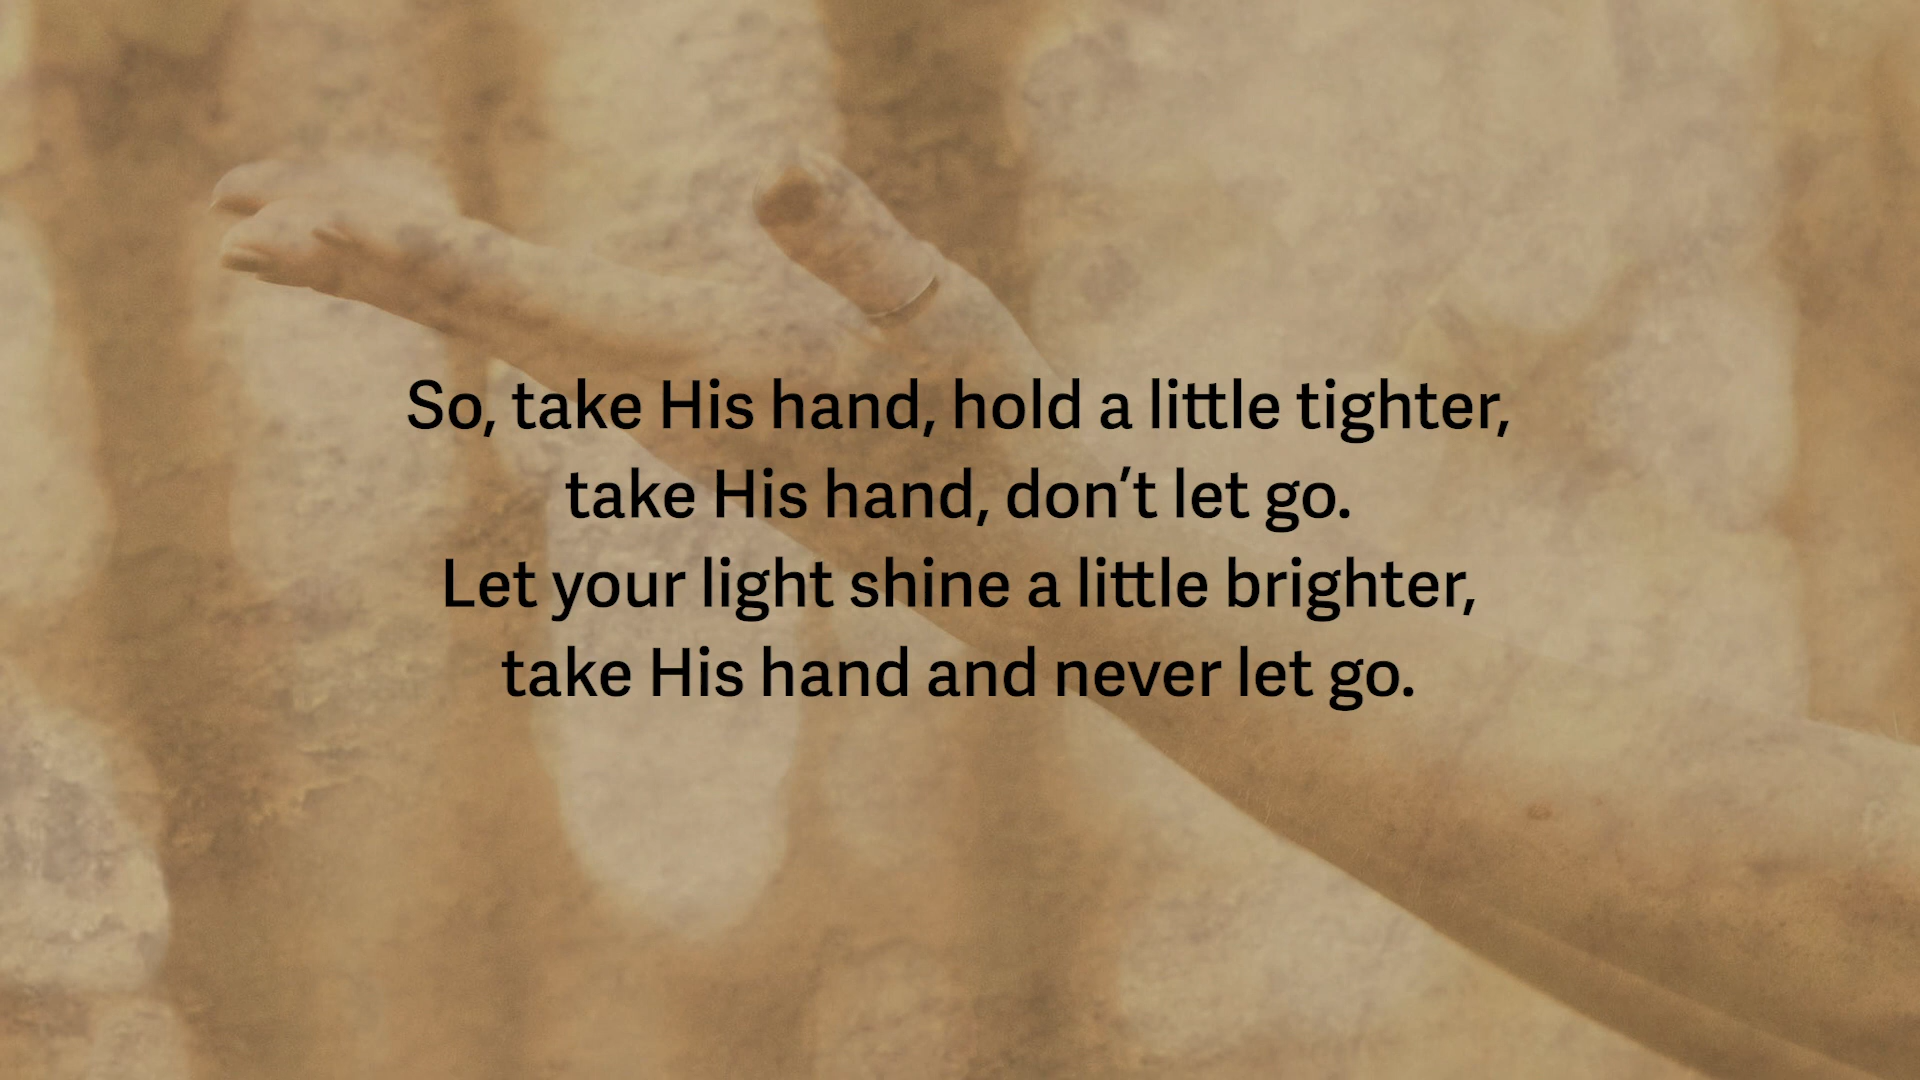 So, take His hand, hold a little tighter,
take His hand, don’t let go.
Let your light shine a little brighter,
take His hand and never let go.